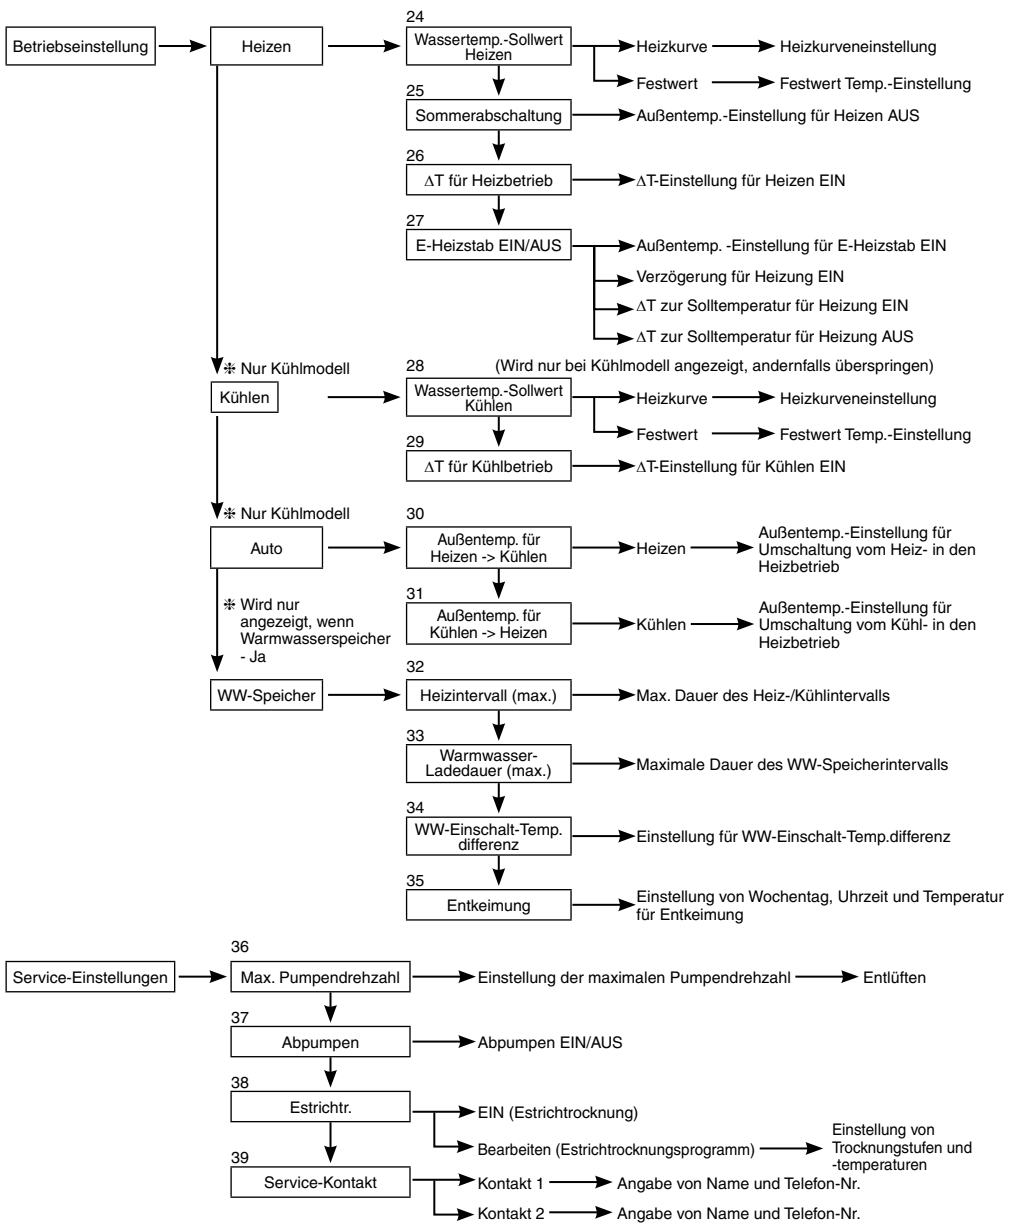 24
Betriebseinstellung
Heizen
Wassertemp.-Sollwert
Heizen
Heizkurve
Heizkurveneinstellung
Festwert
Festwert Temp.-Einstellung
25
Sommerabschaltung
Außentemp.-Einstellung für Heizen AUS
26
ΔT für Heizbetrieb
ΔT-Einstellung für Heizen EIN
27
E-Heizstab EIN/AUS
Außentemp. -Einstellung für E-Heizstab EIN
Verzögerung für Heizung EIN
ΔT zur Solltemperatur für Heizung EIN
ΔT zur Solltemperatur für Heizung AUS
❈ Nur Kühlmodell
28
(Wird nur bei Kühlmodell angezeigt, andernfalls überspringen)
Kühlen
Wassertemp.-Sollwert
Kühlen
Heizkurve
Heizkurveneinstellung
Festwert
Festwert Temp.-Einstellung
29
ΔT für Kühlbetrieb
ΔT-Einstellung für Kühlen EIN
❈ Nur Kühlmodell
30
Auto
Außentemp. für
Heizen -> Kühlen
Heizen
Außentemp.-Einstellung für
Umschaltung vom Heiz- in den
Heizbetrieb
31
Außentemp. für
Kühlen -> Heizen
Kühlen
Außentemp.-Einstellung für
Umschaltung vom Kühl- in den
Heizbetrieb
❈ Wird nur
angezeigt, wenn
Warmwasserspeicher
- Ja
32
WW-Speicher
Heizintervall (max.)
Max. Dauer des Heiz-/Kühlintervalls
33
Warmwasser-
Ladedauer (max.)
Maximale Dauer des WW-Speicherintervalls
34
WW-Einschalt-Temp.
differenz
Einstellung für WW-Einschalt-Temp.differenz
35
Entkeimung
Einstellung von Wochentag, Uhrzeit und Temperatur
für Entkeimung
36
Service-Einstellungen
Max. Pumpendrehzahl
Einstellung der maximalen Pumpendrehzahl
Entlüften
37
Abpumpen
Abpumpen EIN/AUS
38
Estrichtr.
EIN (Estrichtrocknung)
Bearbeiten (Estrichtrocknungsprogramm)
Einstellung von
Trocknungstufen und
-temperaturen
39
Service-Kontakt
Kontakt 1
Angabe von Name und Telefon-Nr.
Kontakt 2
Angabe von Name und Telefon-Nr.